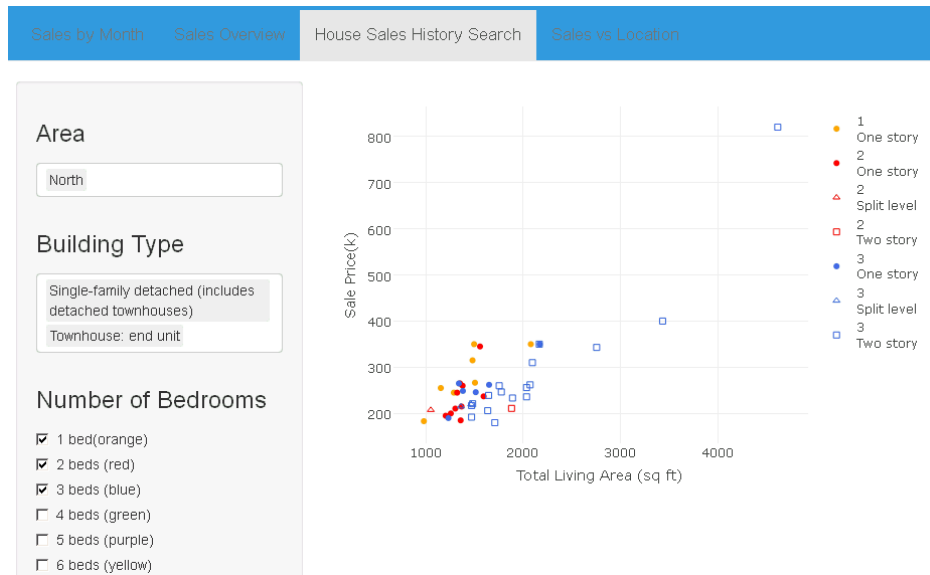 Sales by Month Sales Overview House Sales History Search Sales vs Location
Area
North
Building Type
Single-family detached (includes
detached townhouses)
Townhouse: end unit
Number of Bedrooms
1 bed(orange)
2 beds (red)
3 beds (blue)
4 beds (green)
5 beds (purple)
6 beds (yellow)
Sale Price(k)
800
700
600
500
400
300
200
1000 2000 3000 4000
Total Living Area (sq ft)
1
One story
2
One story
2
Split level
2
Two story
3
One story
3
Split level
3
Two story